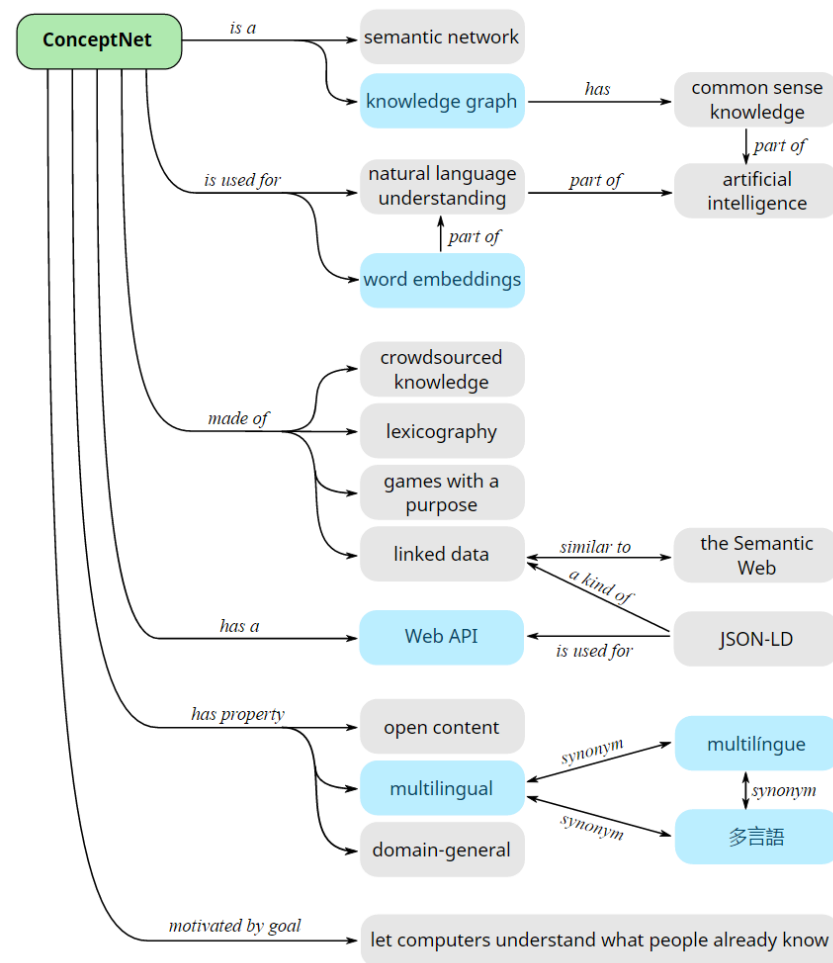 ConceptNet
is a
semantic network
knowledge graph
has
common sense
knowledge
part of
is used for
natural language
understanding
part of
artificial
intelligence
part of
word embeddings
made of
crowdsourced
knowledge
lexicography
games with a
purpose
linked data
similar to
the Semantic
Web
a kind of
has a
Web API
is used for
JSON-LD
has property
open content
multilingual
domain-general
synonym
multilíngue
synonym
synonym
多言語
motivated by goal
let computers understand what people already know